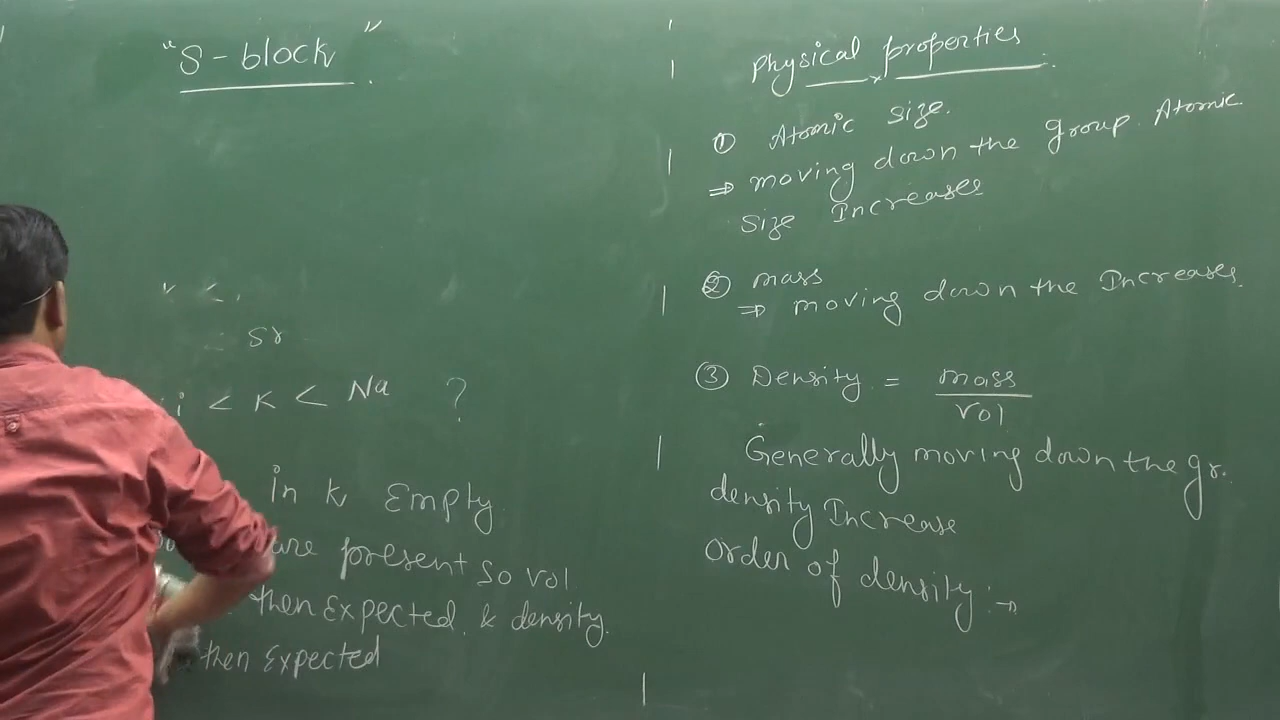 "S-block"
Sr
i < K < Na ?
In K Empty
are present so vol.
then Expected & density.
then Expected
Physical properties
① Atomic size.
⇒ moving down the group. Atomic.
size Increases
② mass
⇒ moving down the Increases.
③ Density = mass
vol
Generally moving down the gr.
density Increase
order of density :→